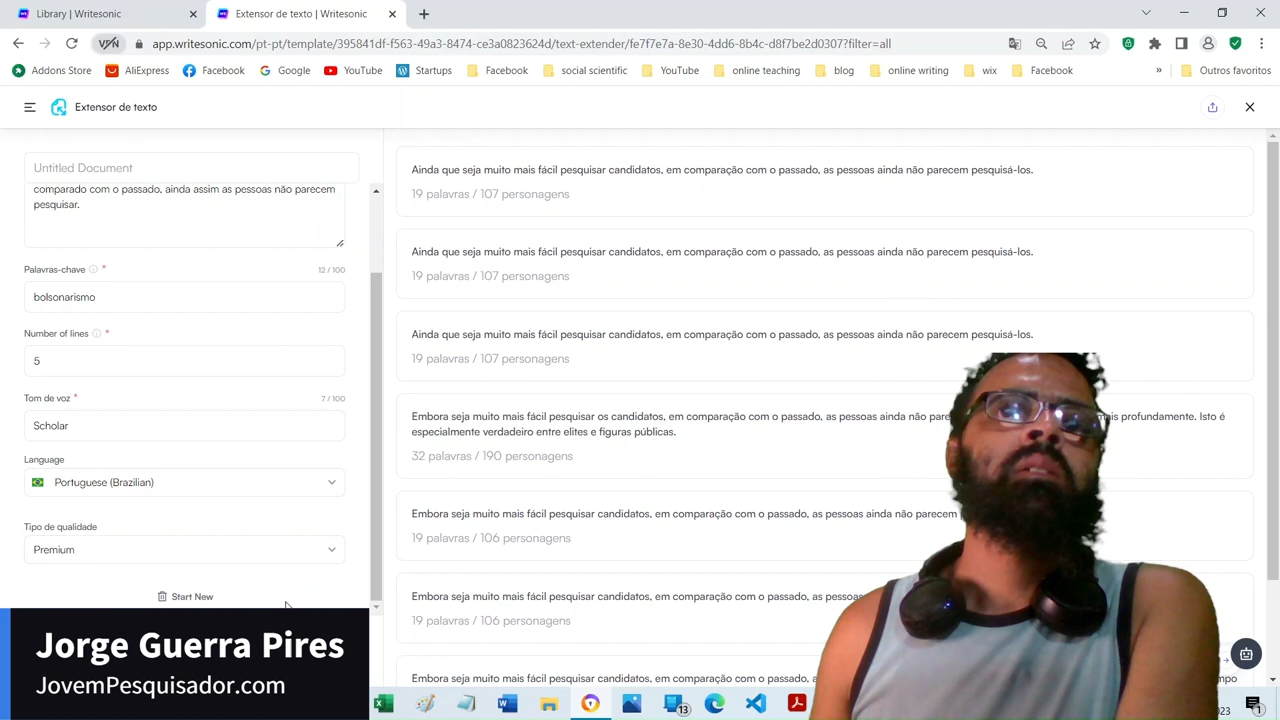 Library | Writesonic
Extensor de texto | Writesonic
app.writesonic.com/pt-pt/template/395841df-f563-4fa3-8474-ce3a0823624d/text-extender/fe7f7e7a-8e30-4dd6-8b4c-d8f7be2d0307?filter=all
Addons Store
AliExpress
Facebook
Google
YouTube
Startups
Facebook
social scientific
YouTube
online teaching
blog
online writing
wix
Facebook
»
Outros favoritos
Extensor de texto
Untitled Document
comparado com o passado, ainda assim as pessoas não parecem
pesquisar.
Palavras-chave *
12 / 100
bolsonarismo
Number of lines *
5
Tom de voz *
7 / 100
Scholar
Language
Portuguese (Brazilian)
Tipo de qualidade
Premium
Start New
Ainda que seja muito mais fácil pesquisar candidatos, em comparação com o passado, as pessoas ainda não parecem pesquisá-los.
19 palavras / 107 personagens
Ainda que seja muito mais fácil pesquisar candidatos, em comparação com o passado, as pessoas ainda não parecem pesquisá-los.
19 palavras / 107 personagens
Ainda que seja muito mais fácil pesquisar candidatos, em comparação com o passado, as pessoas ainda não parecem pesquisá-los.
19 palavras / 107 personagens
Embora seja muito mais fácil pesquisar os candidatos, em comparação com o passado, as pessoas ainda não pare mais profundamente. Isto é
especialmente verdadeiro entre elites e figuras públicas.
32 palavras / 190 personagens
Embora seja muito mais fácil pesquisar candidatos, em comparação com o passado, as pessoas ainda não parecem
19 palavras / 106 personagens
Embora seja muito mais fácil pesquisar candidatos, em comparação com o passado, as pessoas
19 palavras / 106 personagens
Embora seja muito mais fácil pesquisar candidatos, em comparação com o passado, as
Jorge Guerra Pires
JovemPesquisador.com
13
023
1